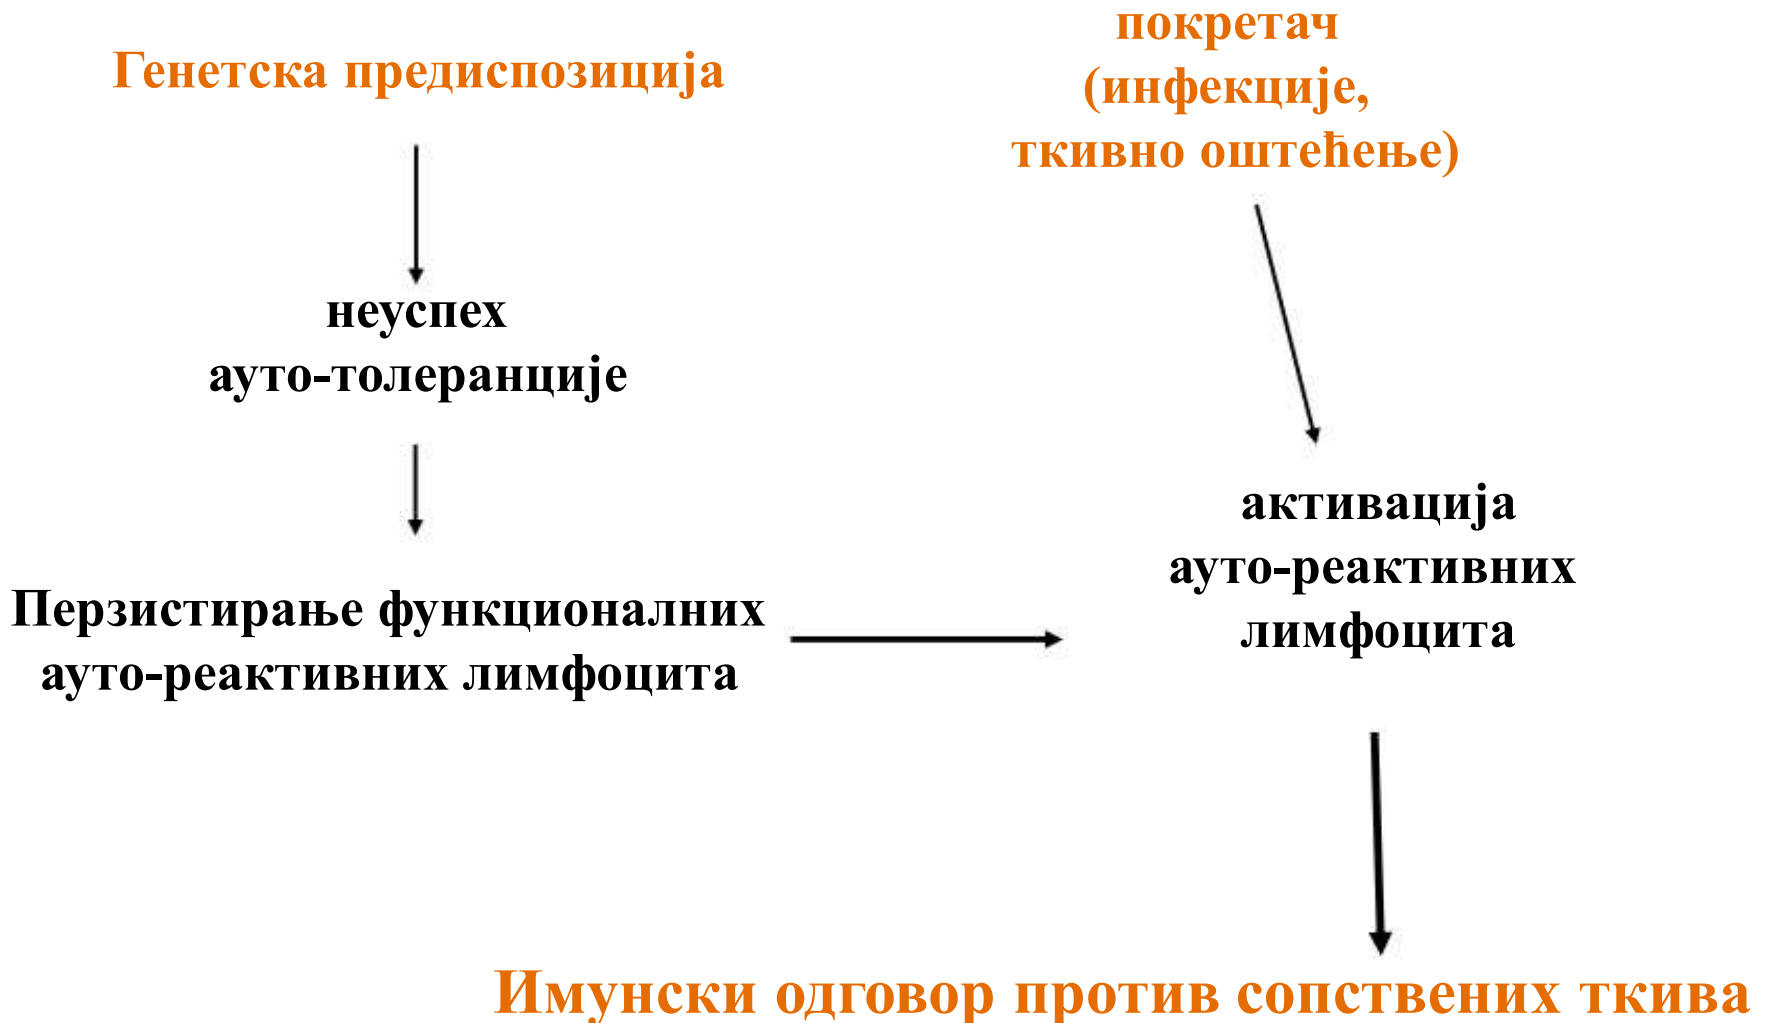 Генетска предиспозиција
неуспех
ауто-толеранције
Перзистирање функционалних
ауто-реактивних лимфоцита
покретач
(инфекције,
ткивно оштећење)
активација
ауто-реактивних
лимфоцита
Имунски одговор против сопствених ткива